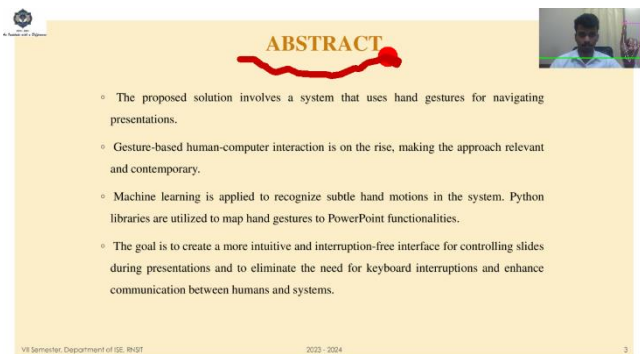 ABSTRACT
◦ The proposed solution involves a system that uses hand gestures for navigating
presentations.
◦ Gesture-based human-computer interaction is on the rise, making the approach relevant
and contemporary.
◦ Machine learning is applied to recognize subtle hand motions in the system. Python
libraries are utilized to map hand gestures to PowerPoint functionalities.
◦ The goal is to create a more intuitive and interruption-free interface for controlling slides
during presentations and to eliminate the need for keyboard interruptions and enhance
communication between humans and systems.
VII Semester, Department of ISE, RNSIT 2023 - 2024 3